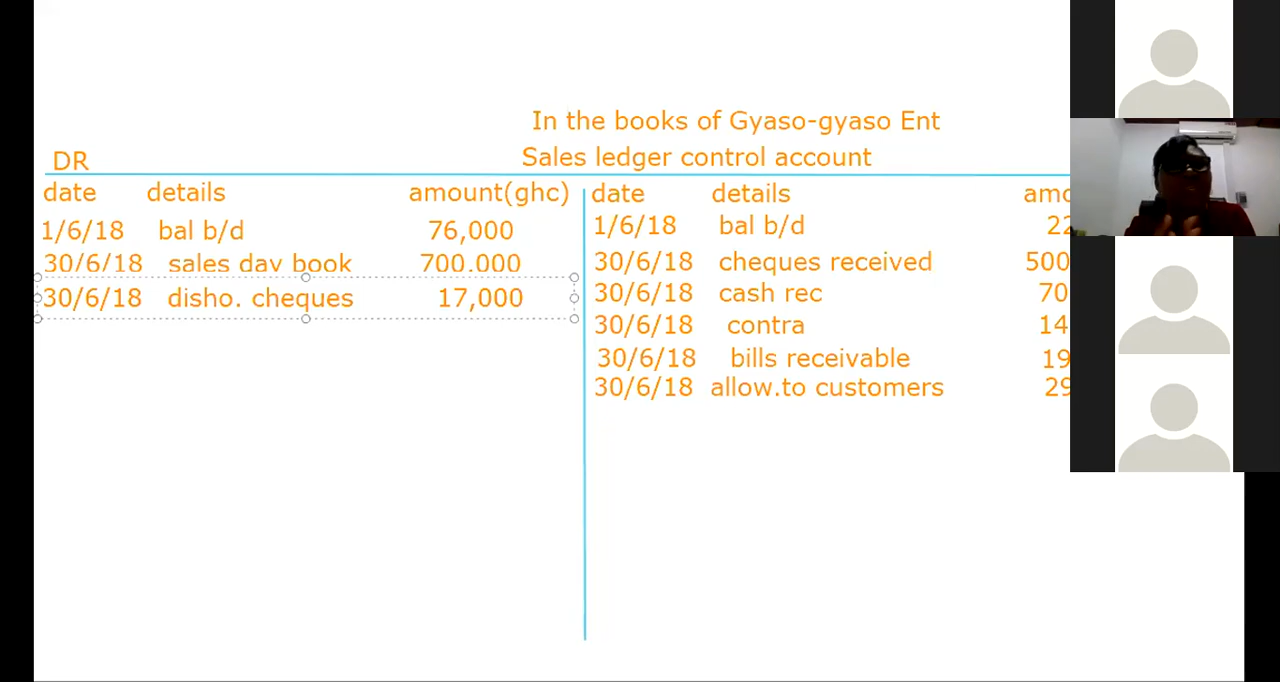 In the books of Gyaso-gyaso Ent
DR Sales ledger control account
date details amount(ghc) date details
1/6/18 bal b/d 76,000 1/6/18 bal b/d
30/6/18 sales day book 700.000 30/6/18 cheques received
30/6/18 disho. cheques 17,000 30/6/18 cash rec
30/6/18 contra
30/6/18 bills receivable
30/6/18 allow.to customers